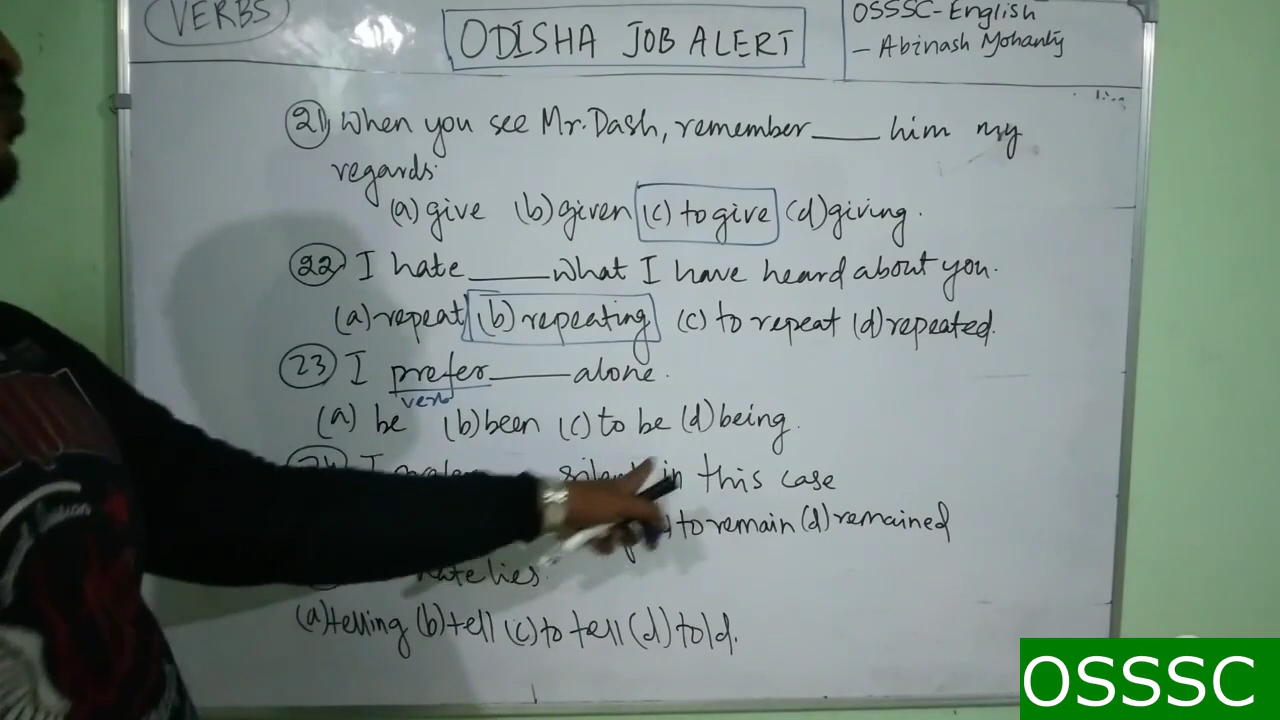 VERBS
ODISHA JOB ALERT
OSSSC-English
- Abinash Mohanty
(21) When you see Mr. Dash, remember ____ him my
regards.
(a) give (b) given (c) to give (d) giving.
(22) I hate ____ what I have heard about you.
(a) repeat (b) repeating (c) to repeat (d) repeated.
(23) I prefer ____ alone.
verb
(a) be (b) been (c) to be (d) being.
I in this case
to remain (d) remained
lies.
(a) telling (b) tell (c) to tell (d) told.
OSSSC